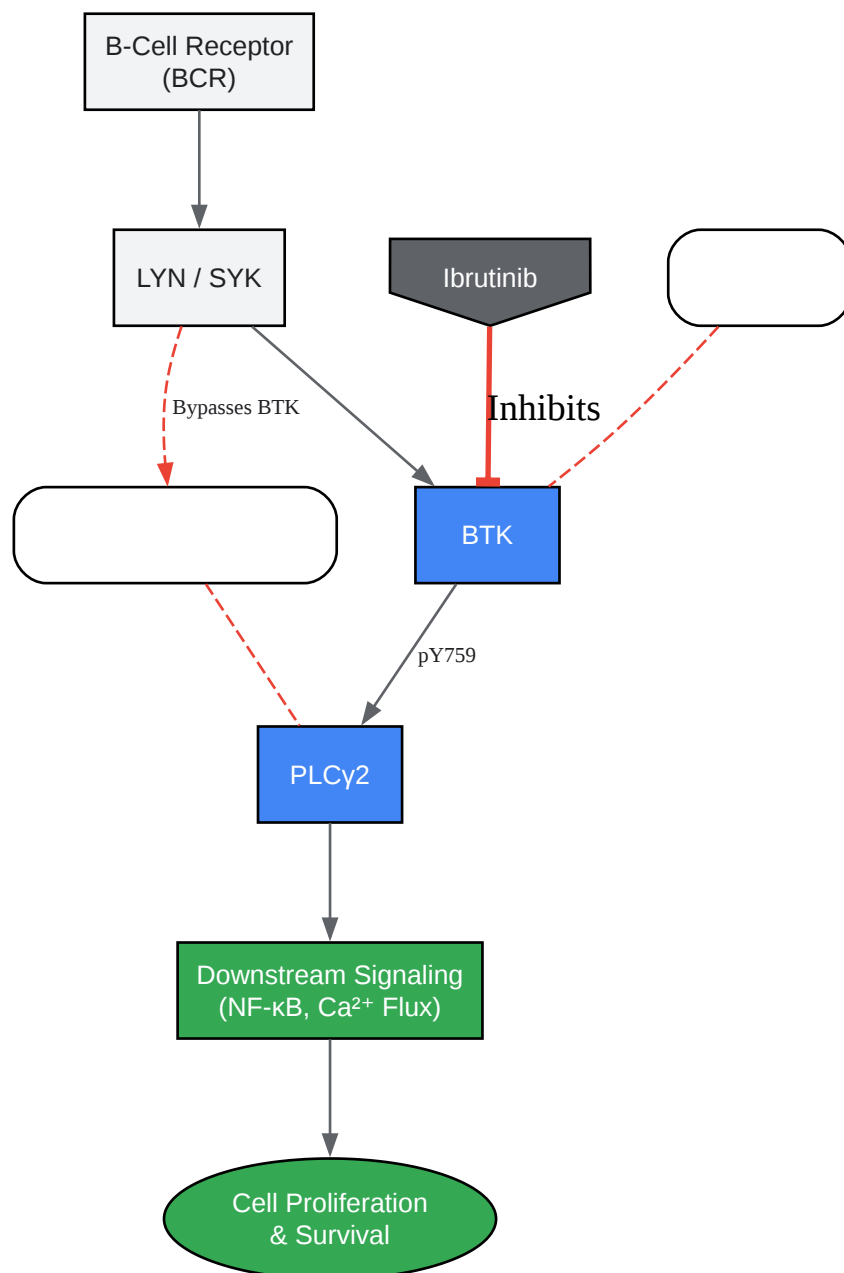 B-Cell Receptor
(BCR)
LYN / SYK
Ibrutinib
Bypasses BTK
Inhibits
BTK
pY759
PLCγ2
Downstream Signaling
(NF-κB, Ca²⁺ Flux)
Cell Proliferation
& Survival